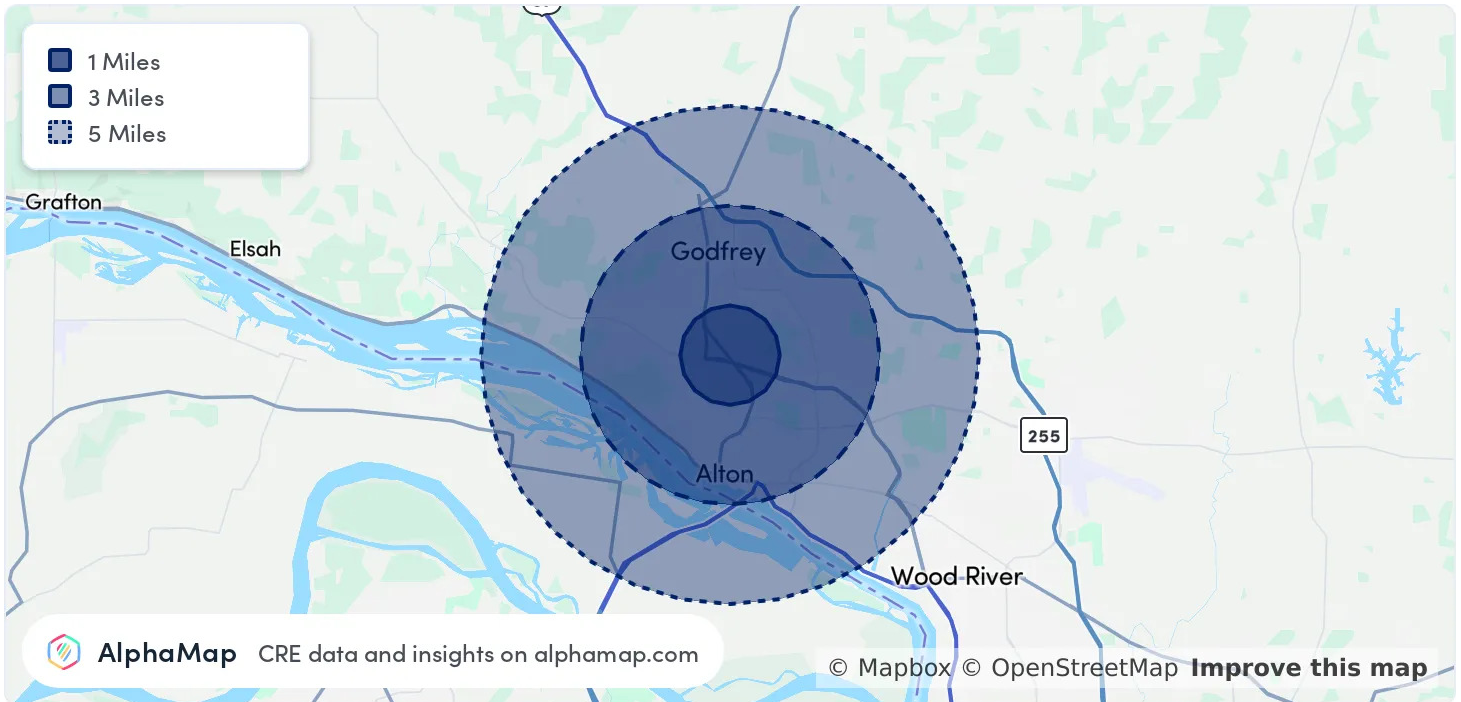 1 Miles
3 Miles
5 Miles
Grafton
Elsah
Godfrey
255
Alton
Wood River
AlphaMap CRE data and insights on alphamap.com
© Mapbox © OpenStreetMap Improve this map